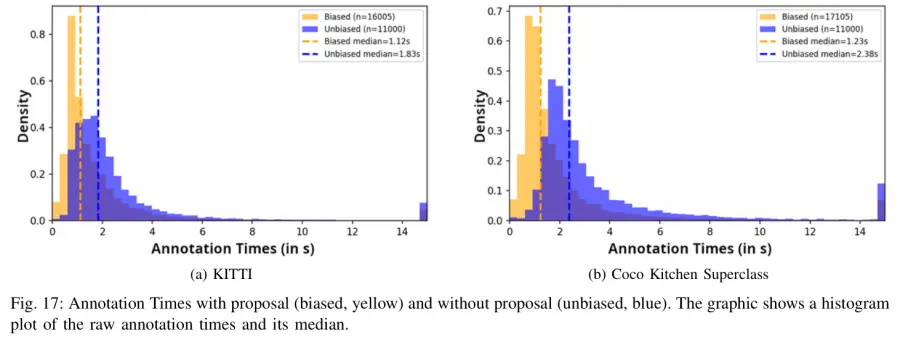 Biased (n=16005)
Unbiased (n=11000)
Biased median=1.12s
Unbiased median=1.83s
0.8
0.6
0.4
0.2
0.0
Density
0 2 4 6 8 10 12 14
Annotation Times (in s)
(a) KITTI
Biased (n=17105)
Unbiased (n=11000)
Biased median=1.23s
Unbiased median=2.38s
0.7
0.6
0.5
0.4
0.3
0.2
0.1
0.0
Density
0 2 4 6 8 10 12 14
Annotation Times (in s)
(b) Coco Kitchen Superclass
Fig. 17: Annotation Times with proposal (biased, yellow) and without proposal (unbiased, blue). The graphic shows a histogram
plot of the raw annotation times and its median.